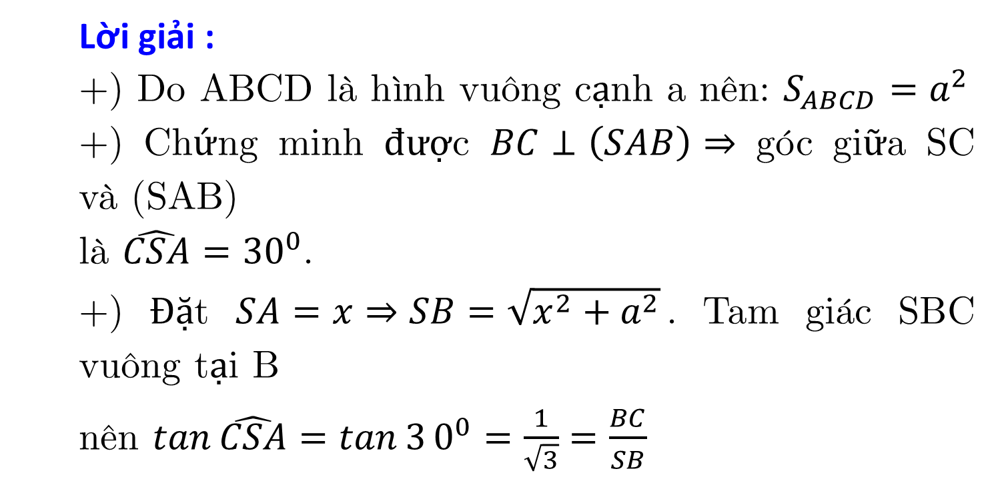 Lời giải :
+) Do ABCD là hình vuông cạnh a nên: $S_{ABCD} = a^2$
+) Chứng minh được $BC \perp (SAB) \Rightarrow$ góc giữa SC
và (SAB)
là $\widehat{CSA} = 30^0$.
+) Đặt $SA = x \Rightarrow SB = \sqrt{x^2 + a^2}$. Tam giác SBC
vuông tại B
nên $tan \widehat{CSA} = tan 3 0^0 = \frac{1}{\sqrt{3}} = \frac{BC}{SB}$